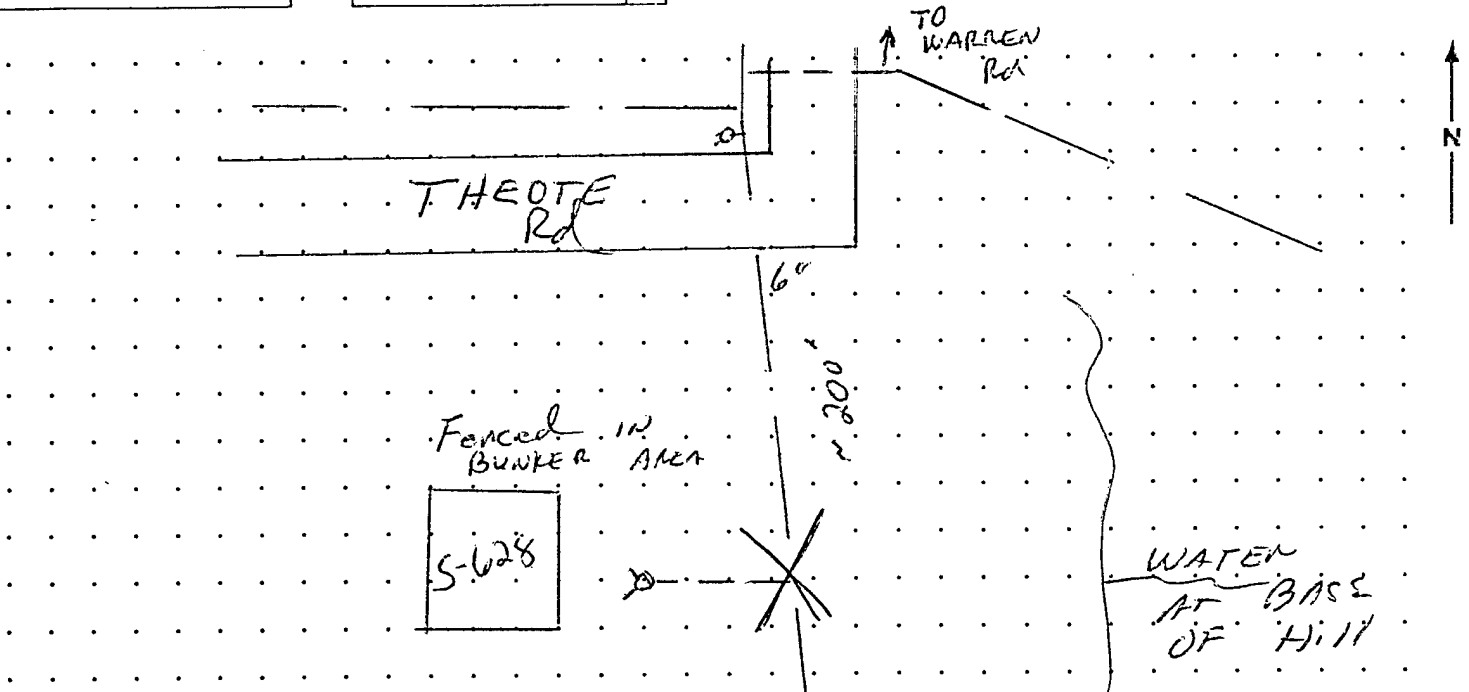 TO
WARREN
Rd
N
THEOTE
Rd
6"
~ 200'
Fenced IN
BUNKER AREA
S-628
WATER
AT BASE
OF Hill